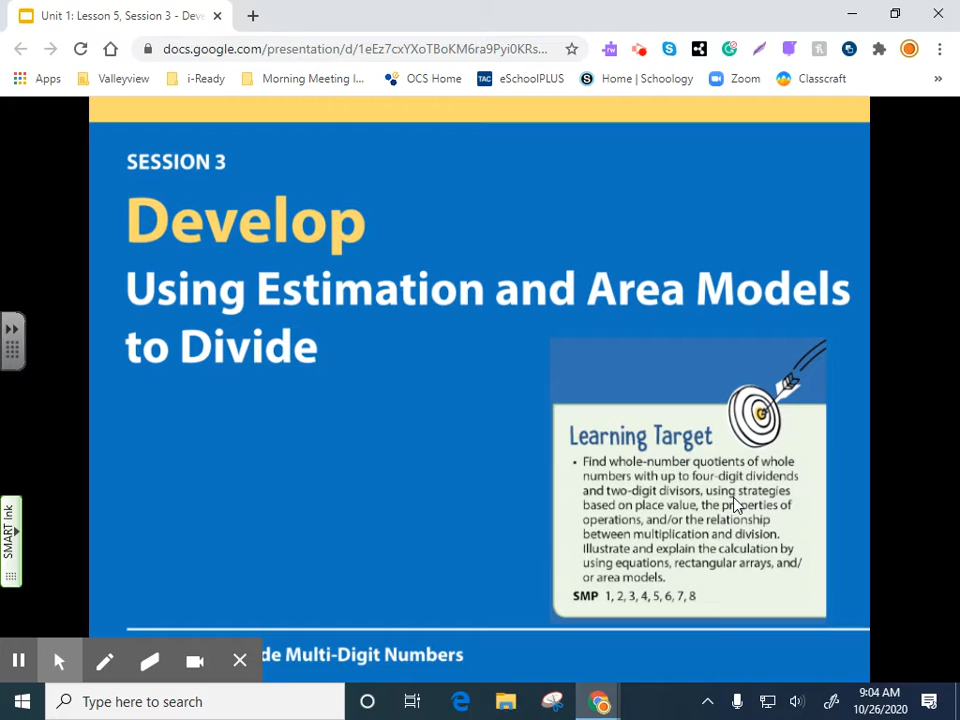 Unit 1: Lesson 5, Session 3 - Deve
docs.google.com/presentation/d/1eEz7cxYXoTBoKM6ra9Pyi0KRs...
Apps Valleyview i-Ready Morning Meeting I... OCS Home TAC eSchoolPLUS S Home | Schoology Zoom Classcraft »
SESSION 3
Develop
Using Estimation and Area Models
to Divide
Learning Target
• Find whole-number quotients of whole
numbers with up to four-digit dividends
and two-digit divisors, using strategies
based on place value, the properties of
operations, and/or the relationship
between multiplication and division.
Illustrate and explain the calculation by
using equations, rectangular arrays, and/
or area models.
SMP 1, 2, 3, 4, 5, 6, 7, 8
SMART Ink
de Multi-Digit Numbers
Type here to search
9:04 AM
10/26/2020